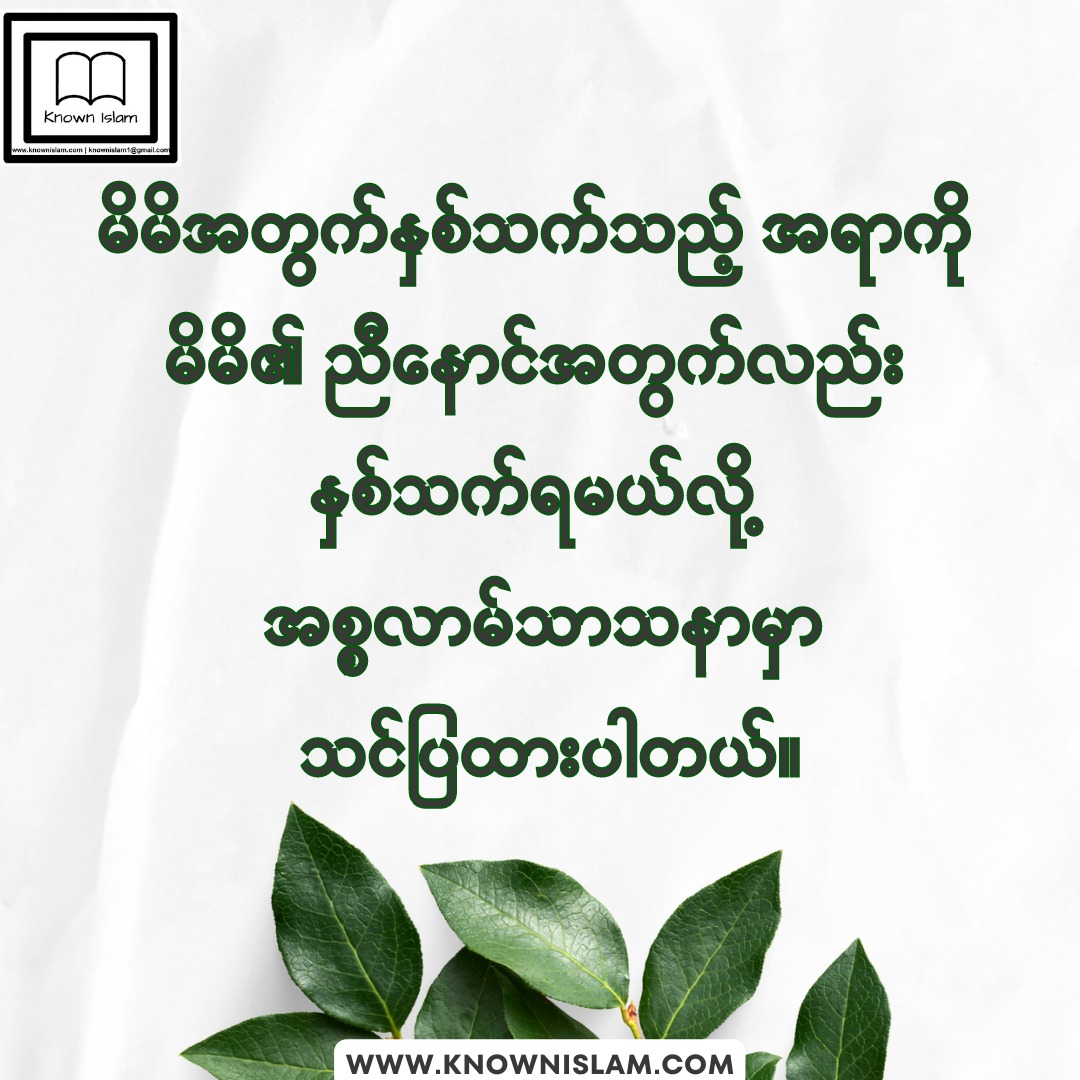 Known Islam
www.knownislam.com | knownislam1@gmail.com
မိမိအတွက်နှစ်သက်သည့် အရာကို
မိမိ၏ ညီနောင်အတွက်လည်း
နှစ်သက်ရမယ်လို့
အစ္စလာမ်သာသနာမှာ
သင်ပြထားပါတယ်။
WWW.KNOWNISLAM.COM